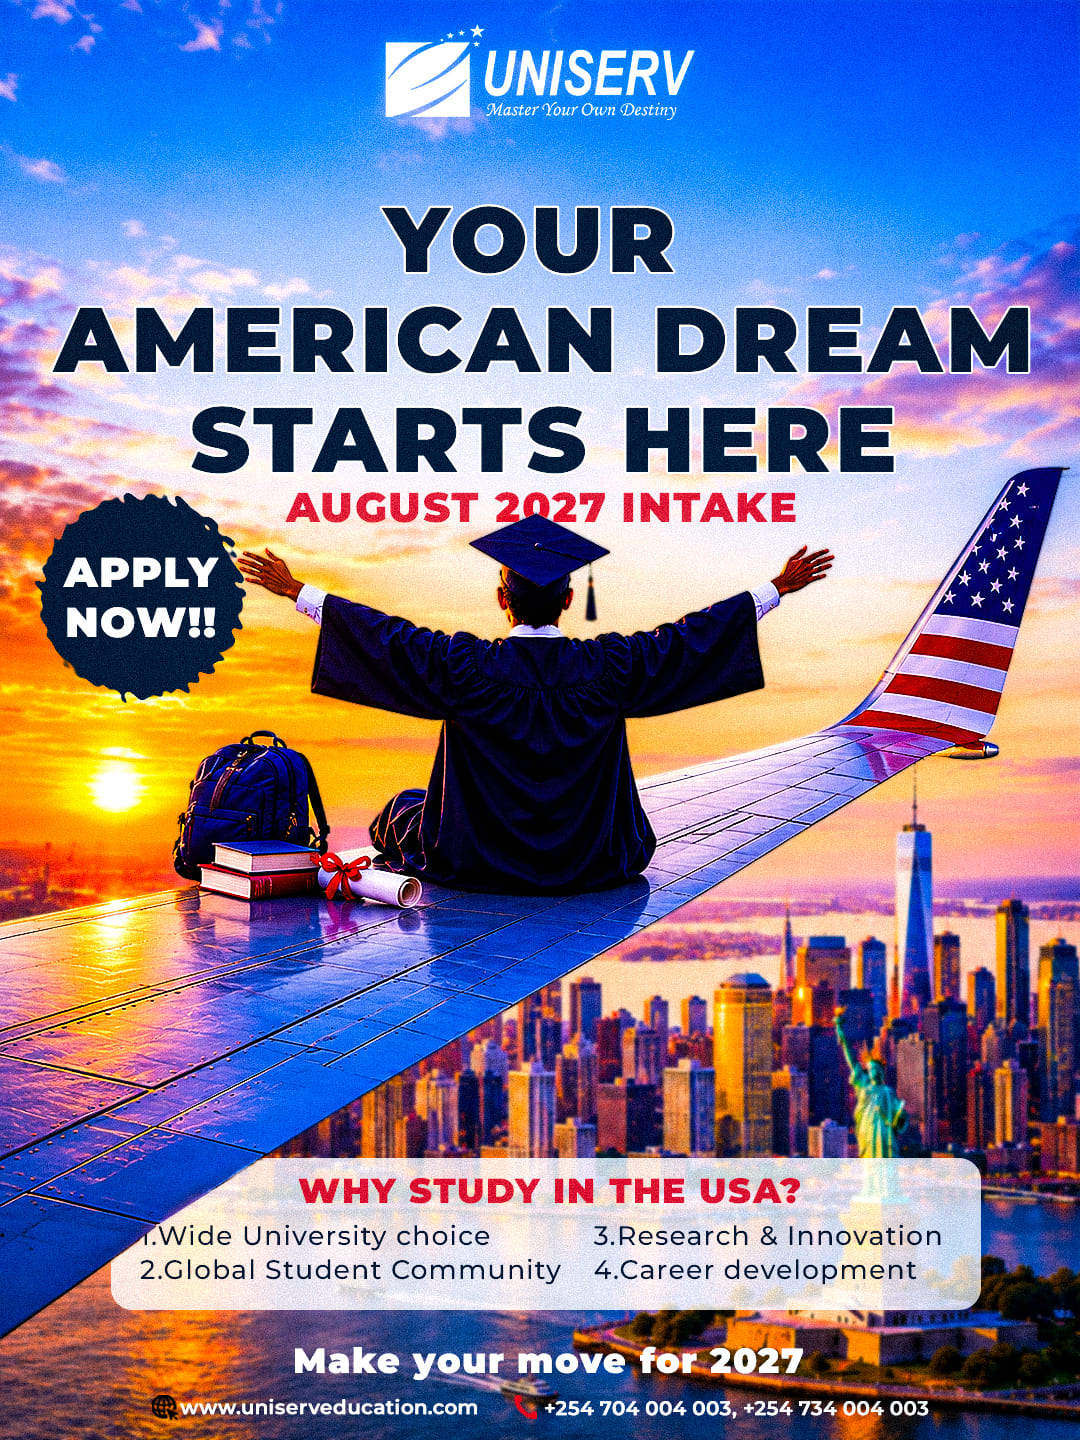 UNISERV
Master Your Own Destiny
YOUR
AMERICAN DREAM
STARTS HERE
AUGUST 2027 INTAKE
APPLY
NOW!!
WHY STUDY IN THE USA?
1.Wide University choice
2.Global Student Community
3.Research & Innovation
4.Career development
Make your move for 2027
www.uniserveducation.com
+254 704 004 003, +254 734 004 003